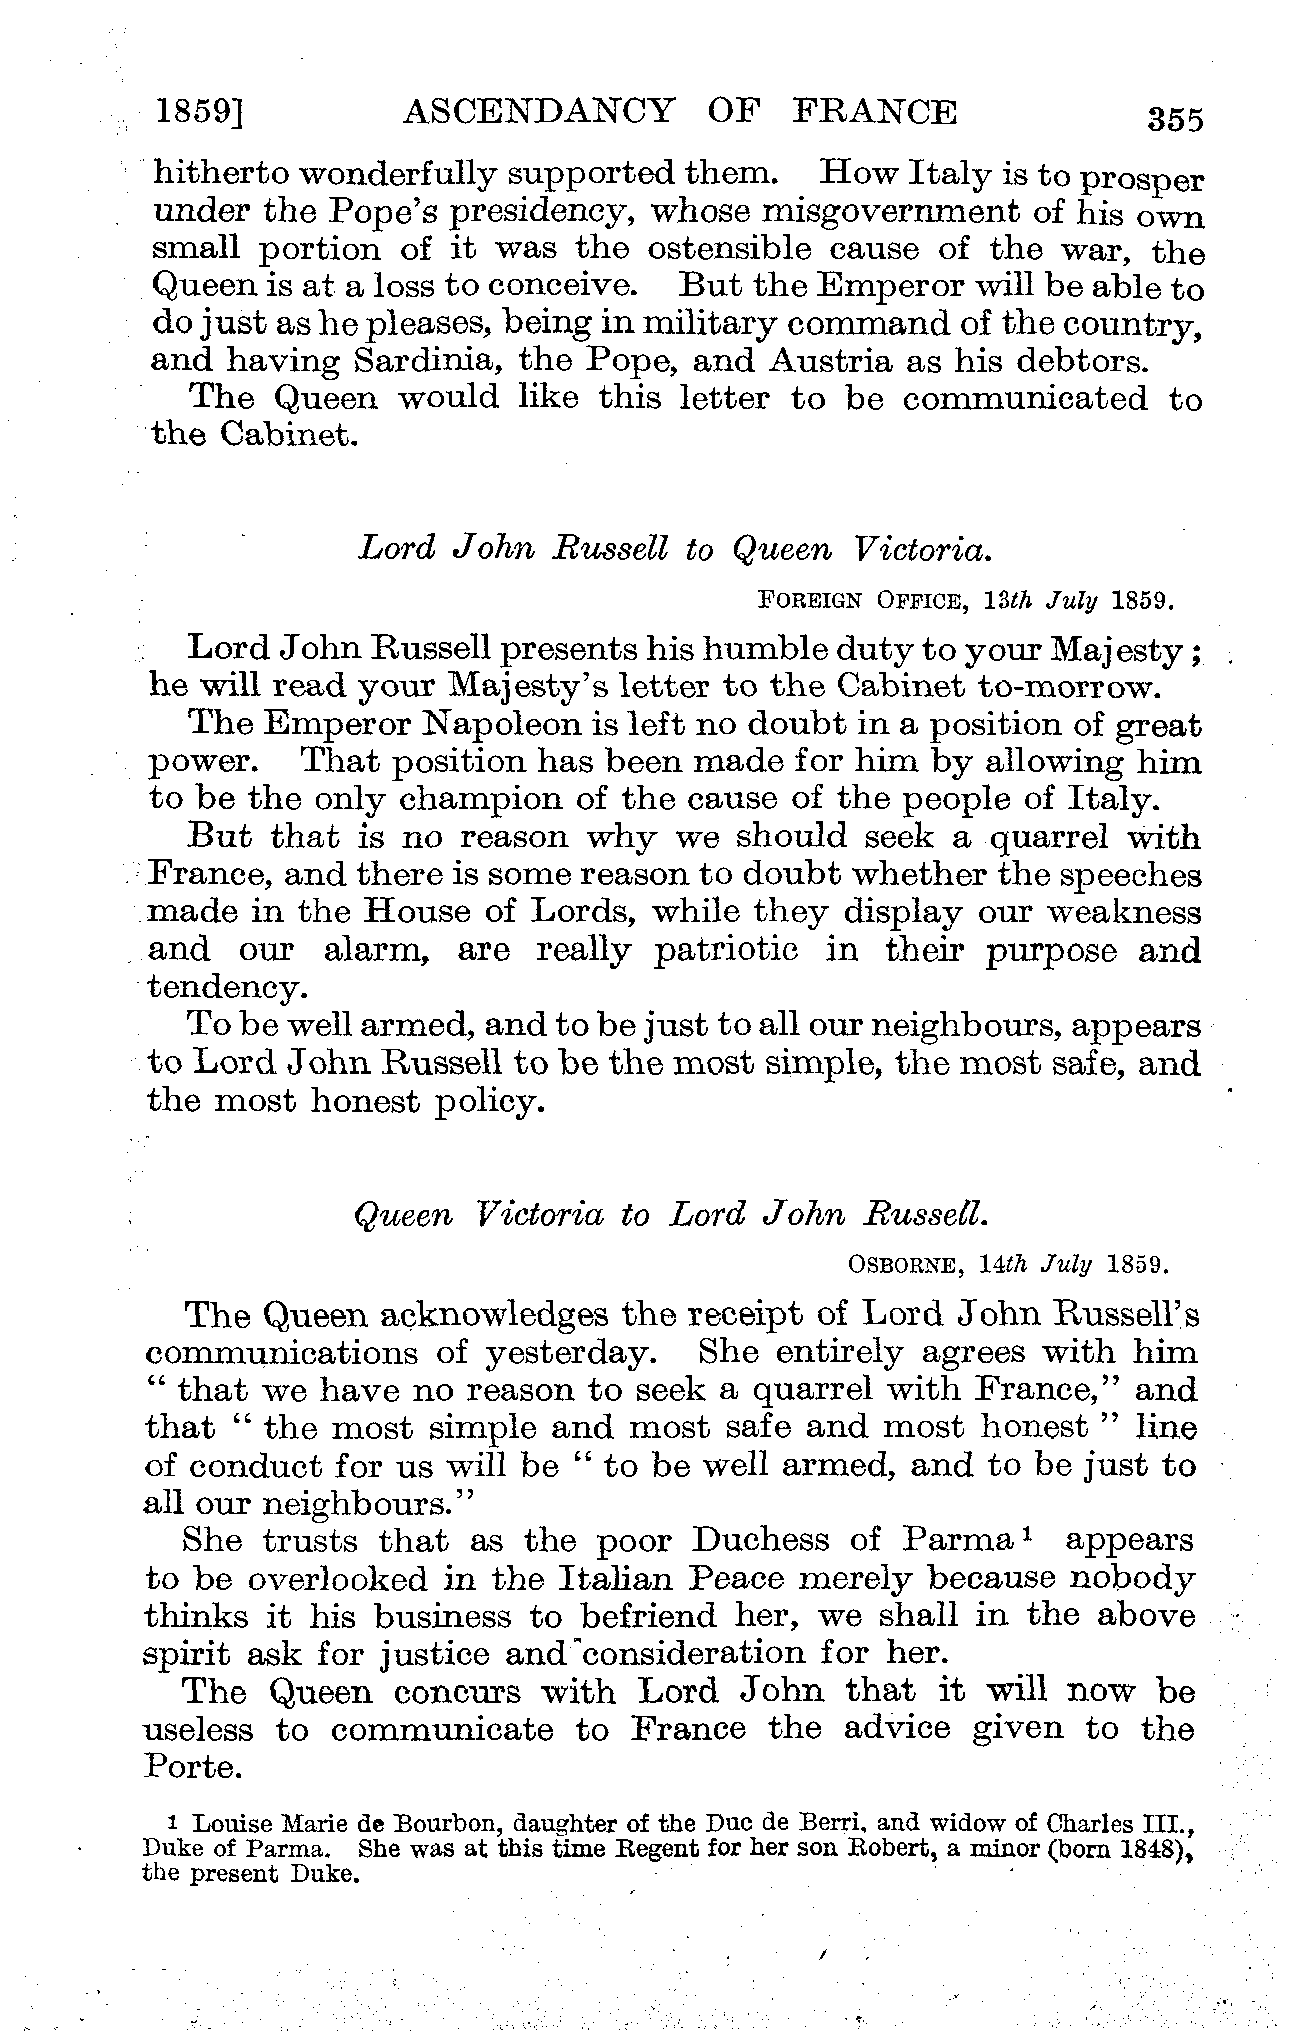 1859] ASCENDANCY OF FRANCE 355
hitherto wonderfully supported them. How Italy is to prosper
under the Pope's presidency, whose misgovernment of his own
small portion of it was the ostensible cause of the war, the
Queen is at a loss to conceive. But the Emperor will be able to
do just as he pleases, being in military command of the country,
and having Sardinia, the Pope, and Austria as his debtors.
The Queen would like this letter to be communicated to
the Cabinet.
Lord John Russell to Queen Victoria.
FOREIGN OFFICE, 13th July 1859.
Lord John Russell presents his humble duty to your Majesty;
he will read your Majesty's letter to the Cabinet to-morrow.
The Emperor Napoleon is left no doubt in a position of great
power. That position has been made for him by allowing him
to be the only champion of the cause of the people of Italy.
But that is no reason why we should seek a quarrel with
France, and there is some reason to doubt whether the speeches
made in the House of Lords, while they display our weakness
and our alarm, are really patriotic in their purpose and
tendency.
To be well armed, and to be just to all our neighbours, appears
to Lord John Russell to be the most simple, the most safe, and
the most honest policy.
Queen Victoria to Lord John Russell.
OSBORNE, 14th July 1859.
The Queen acknowledges the receipt of Lord John Russell's
communications of yesterday. She entirely agrees with him
" that we have no reason to seek a quarrel with France," and
that " the most simple and most safe and most honest " line
of conduct for us will be " to be well armed, and to be just to
all our neighbours."
She trusts that as the poor Duchess of Parma 1 appears
to be overlooked in the Italian Peace merely because nobody
thinks it his business to befriend her, we shall in the above
spirit ask for justice and consideration for her.
The Queen concurs with Lord John that it will now be
useless to communicate to France the advice given to the
Porte.
1 Louise Marie de Bourbon, daughter of the Duc de Berri, and widow of Charles III.,
Duke of Parma. She was at this time Regent for her son Robert, a minor (born 1848),
the present Duke.